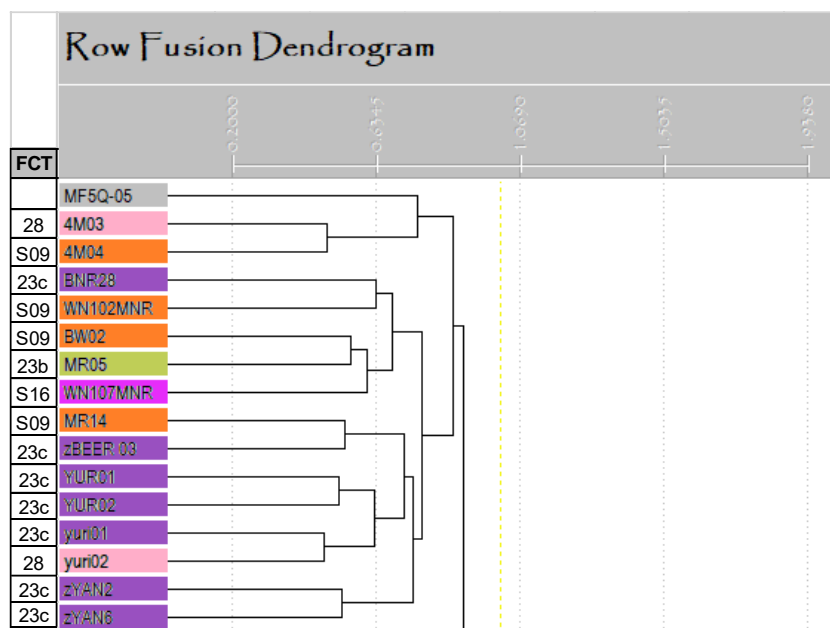 Row Fusion Dendrogram
0.2000 0.6345 1.0690 1.5035 1.9380
FCT
MF5Q-05
28 4M03
S09 4M04
23c BNR28
S09 WN102MNR
S09 BW02
23b MR05
S16 WN107MNR
S09 MR14
23c zBEER 03
23c YUR01
23c YUR02
23c yuri01
28 yuri02
23c zYAN2
23c zYAN6